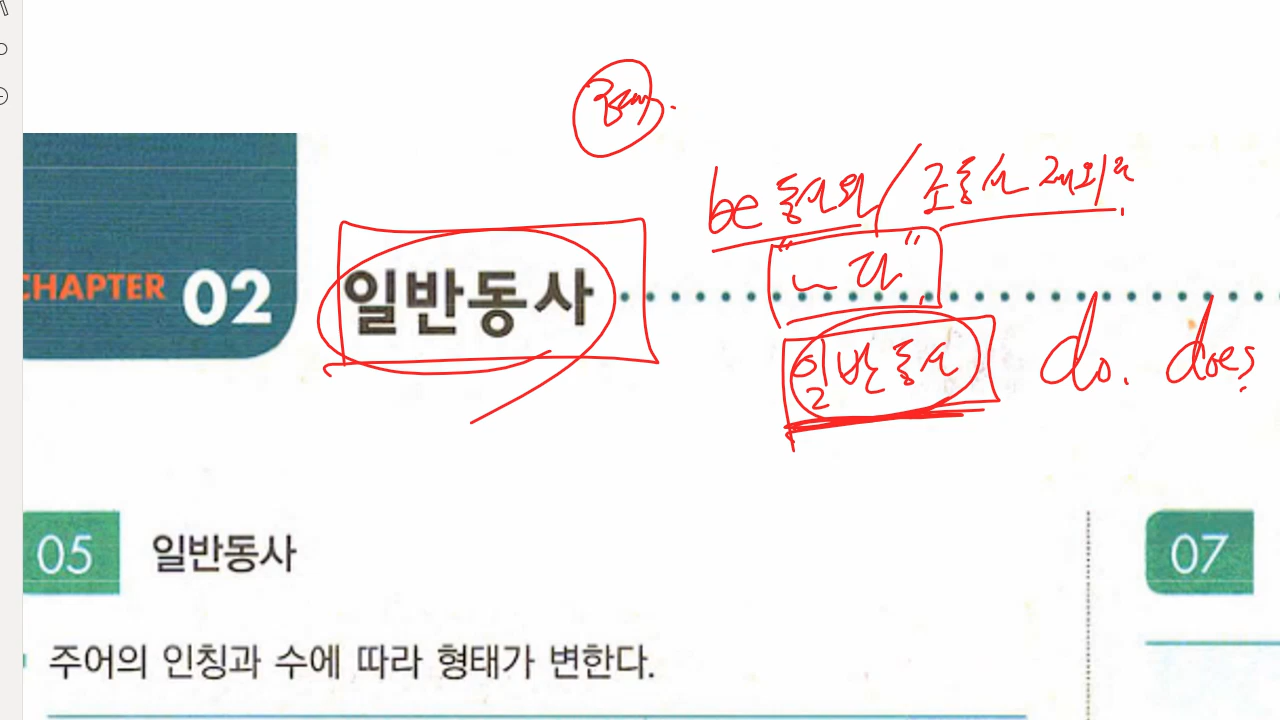 be 동사와 / 조동사 제외한
"~다"
CHAPTER 02 일반동사
일반동사 do. does
05 일반동사
07
주어의 인칭과 수에 따라 형태가 변한다.